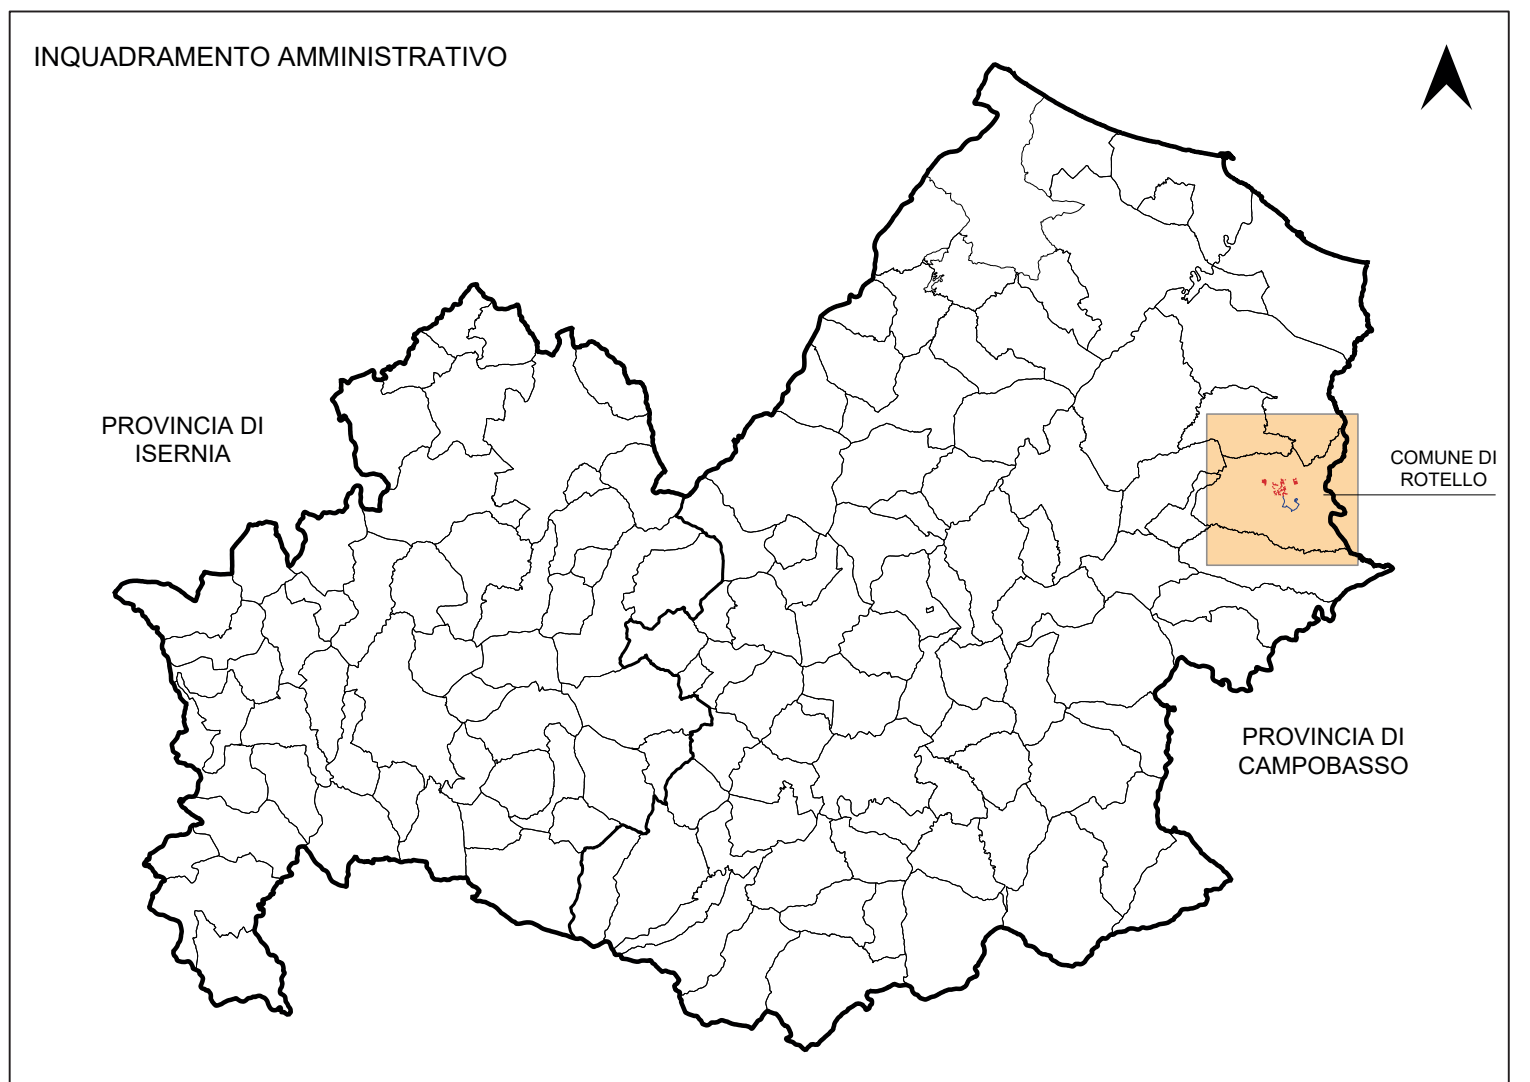 INQUADRAMENTO AMMINISTRATIVO
PROVINCIA DI
ISERNIA
COMUNE DI
ROTELLO
PROVINCIA DI
CAMPOBASSO